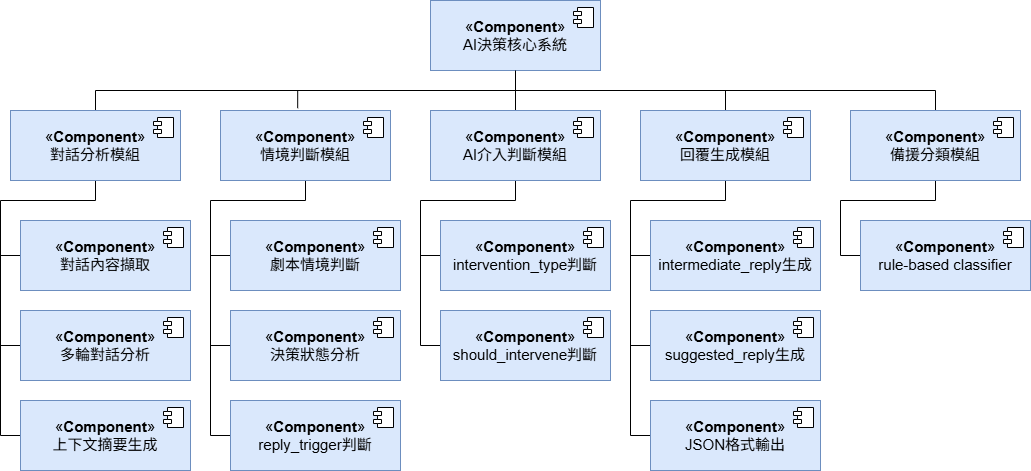 «Component»
AI決策核心系統
«Component»
對話分析模組
«Component»
情境判斷模組
«Component»
AI介入判斷模組
«Component»
回覆生成模組
«Component»
備援分類模組
«Component»
對話內容擷取
«Component»
劇本情境判斷
«Component»
intervention_type判斷
«Component»
intermediate_reply生成
«Component»
rule-based classifier
«Component»
多輪對話分析
«Component»
決策狀態分析
«Component»
should_intervene判斷
«Component»
suggested_reply生成
«Component»
上下文摘要生成
«Component»
reply_trigger判斷
«Component»
JSON格式輸出